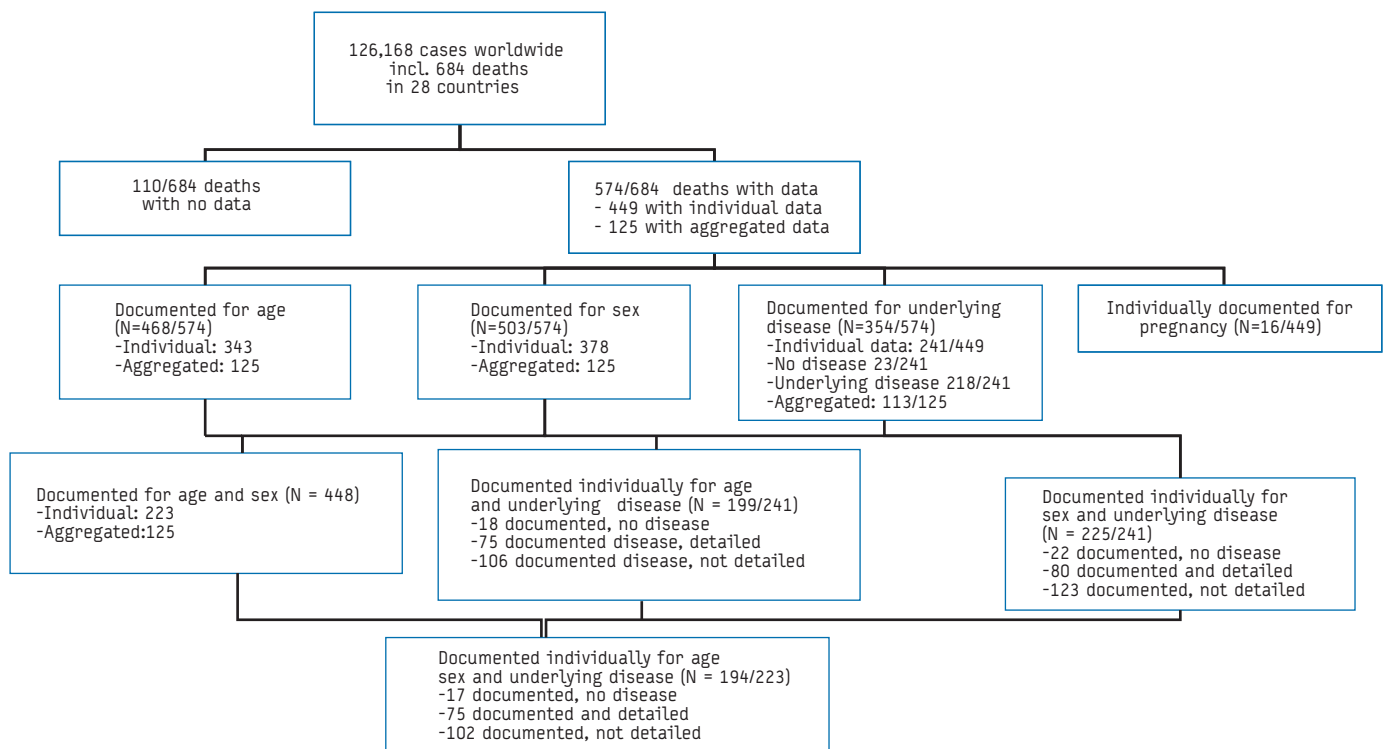 126,168 cases worldwide
incl. 684 deaths
in 28 countries
110/684 deaths
with no data
574/684 deaths with data
- 449 with individual data
- 125 with aggregated data
Documented for age
(N=468/574)
-Individual: 343
-Aggregated: 125
Documented for sex
(N=503/574)
-Individual: 378
-Aggregated: 125
Documented for underlying
disease (N=354/574)
-Individual data: 241/449
-No disease 23/241
-Underlying disease 218/241
-Aggregated: 113/125
Individually documented for
pregnancy (N=16/449)
Documented for age and sex (N = 448)
-Individual: 223
-Aggregated:125
Documented individually for age
and underlying disease (N = 199/241)
-18 documented, no disease
-75 documented disease, detailed
-106 documented disease, not detailed
Documented individually for
sex and underlying disease
(N = 225/241)
-22 documented, no disease
-80 documented and detailed
-123 documented, not detailed
Documented individually for age
sex and underlying disease (N = 194/223)
-17 documented, no disease
-75 documented and detailed
-102 documented, not detailed